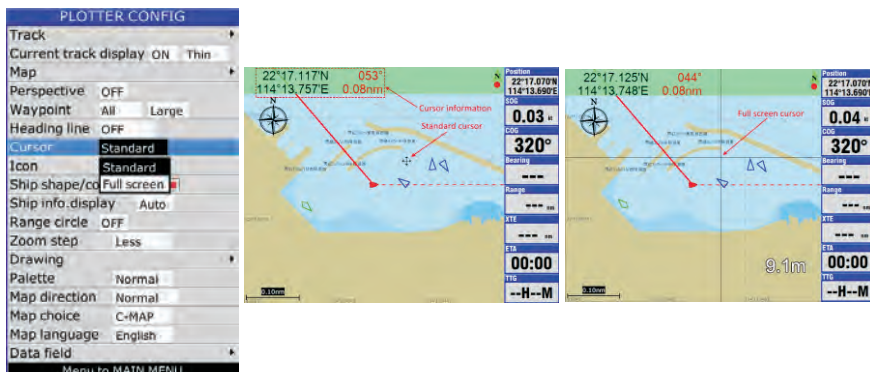 PLOTTER CONFIG
Track
Current track display ON Thin
Map
Perspective OFF
Waypoint All Large
Heading line OFF
Cursor Standard
Icon Standard
Ship shape/co Full screen
Ship info.display Auto
Range circle OFF
Zoom step Less
Drawing
Palette Normal
Map direction Normal
Map choice C-MAP
Map language English
Data field
Menu to MAIN MENU
22°17.117'N 053°
114°13.757'E 0.08nm
N
N
Cursor information
Standard cursor
0.10nm
Position
22°17.070'N
114°13.690'E
SOG
0.03
COG
320°
Bearing
---
Range
---
XTE
---
ETA
00:00
TTG
--H--M
22°17.125'N 044°
114°13.748'E 0.08nm
N
N
Full screen cursor
9.1m
0.10nm
Position
22°17.070'N
114°13.690'E
SOG
0.04
COG
320°
Bearing
---
Range
---
XTE
---
ETA
00:00
TTG
--H--M